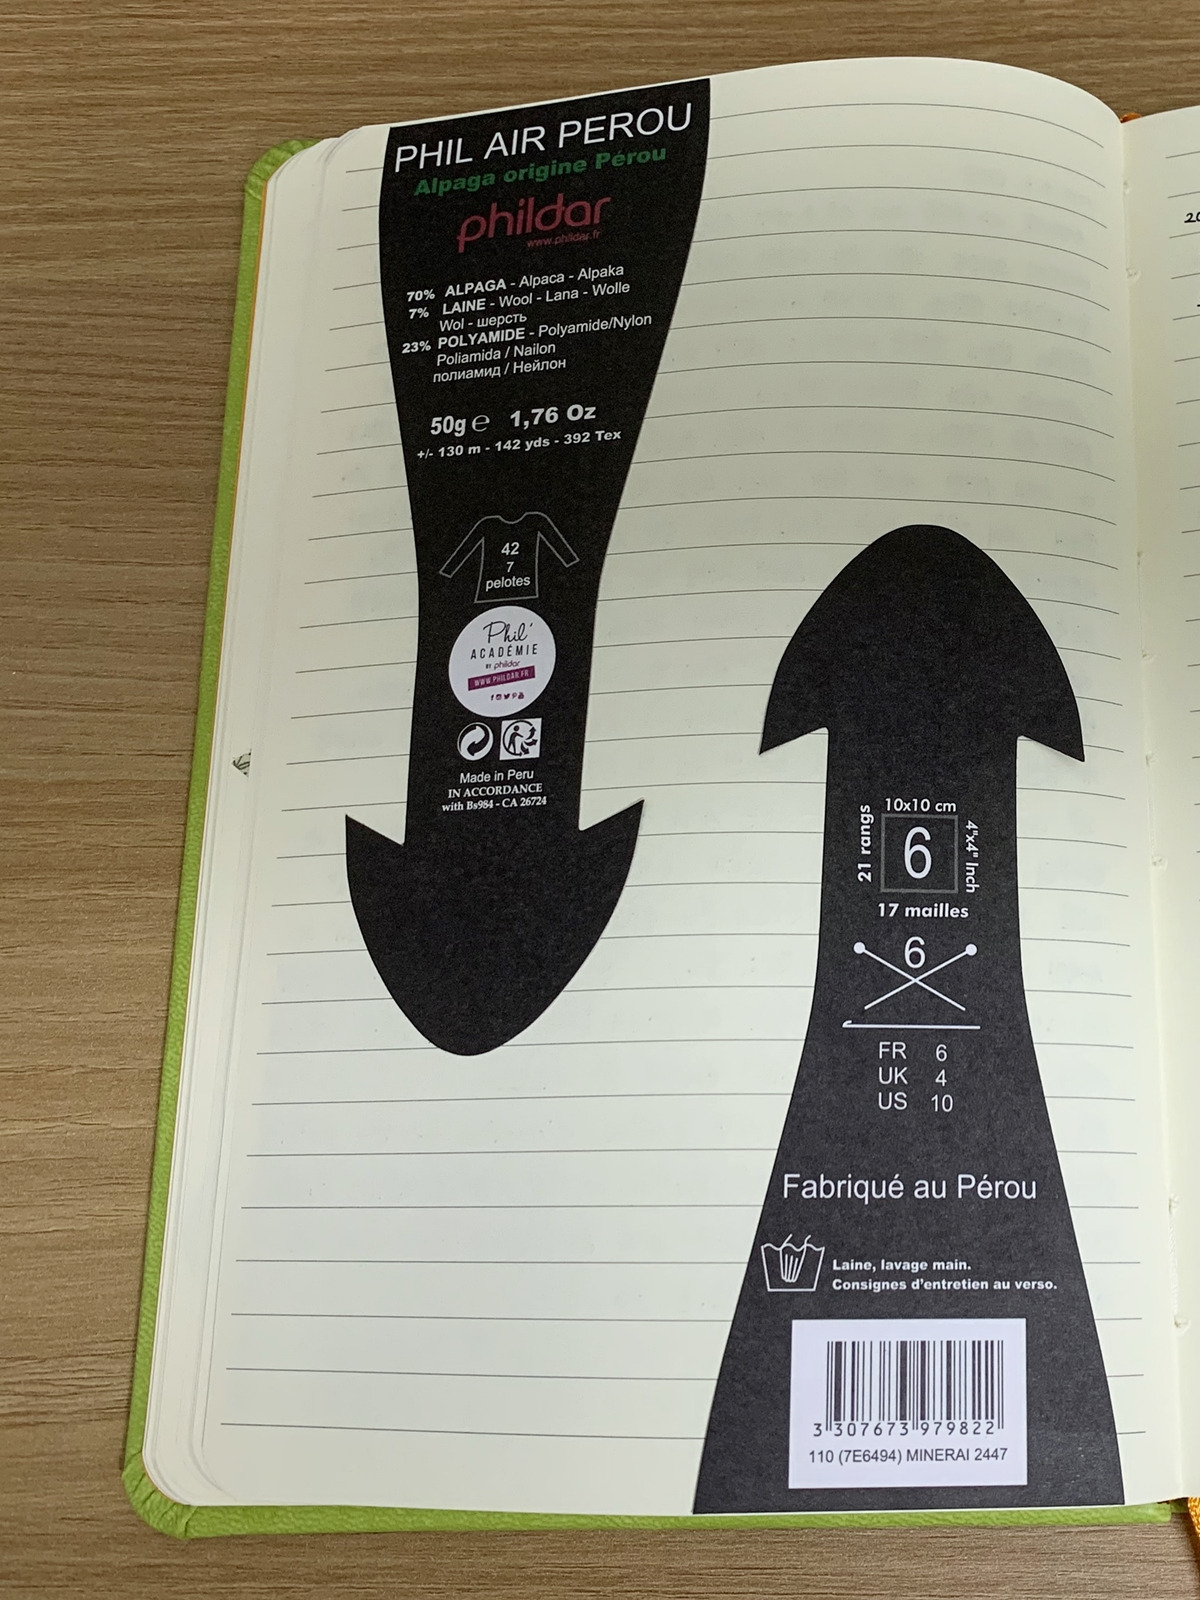 PHIL AIR PEROU
Alpaga origine Pérou
phildar
www.phildar.fr
70% ALPAGA - Alpaca - Alpaka
7% LAINE - Wool - Lana - Wolle
Wol - шерсть
23% POLYAMIDE - Polyamide/Nylon
Poliamida / Nailon
полиамид / Нейлон
50g ℮ 1,76 Oz
+/- 130 m - 142 yds - 392 Tex
42
7
pelotes
Phil'
ACADÉMIE
BY phildar
WWW.PHILDAR.FR
Made in Peru
IN ACCORDANCE
with Bs984 - CA 26724
10x10 cm
21 rangs
6
4"x4" Inch
17 mailles
6
FR 6
UK 4
US 10
Fabriqué au Pérou
Laine, lavage main.
Consignes d'entretien au verso.
3 307673 979822
110 (7E6494) MINERAI 2447